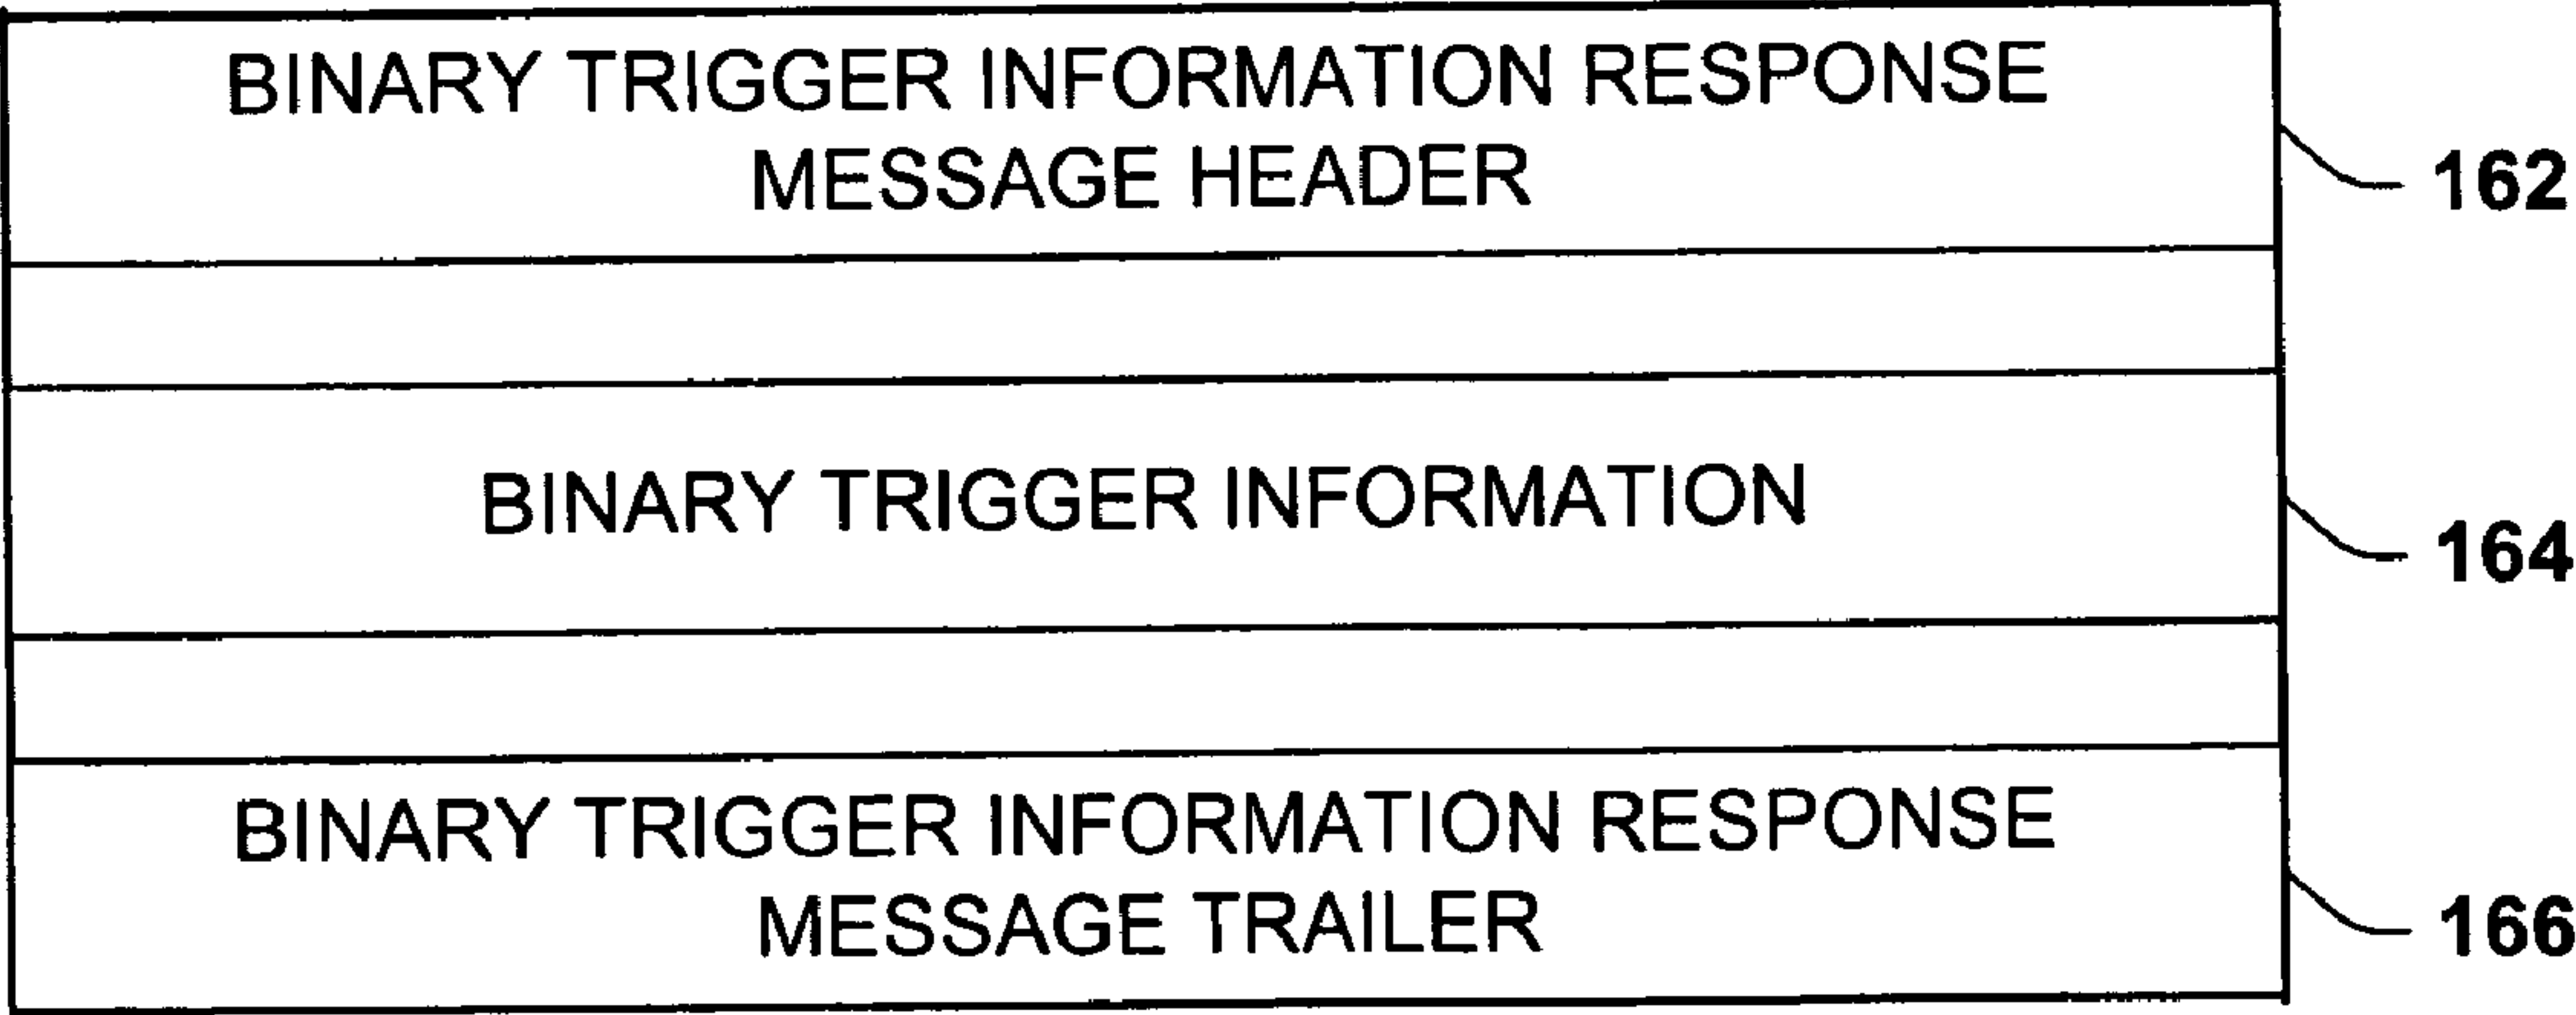 BINARY TRIGGER INFORMATION RESPONSE
MESSAGE HEADER
162
BINARY TRIGGER INFORMATION
164
BINARY TRIGGER INFORMATION RESPONSE
MESSAGE TRAILER
166